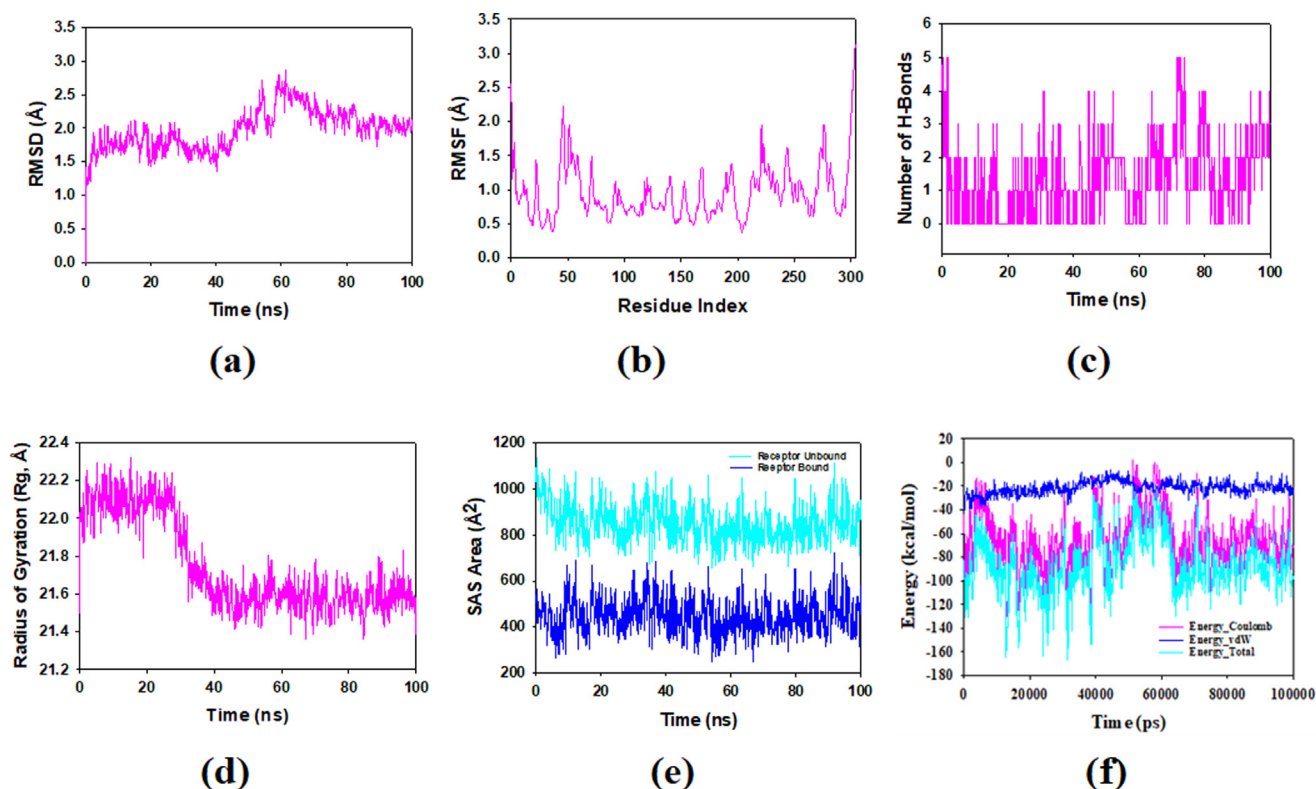 3.5
3.0
2.5
2.0
1.5
1.0
0.5
0.0
RMSD (Å)
0 20 40 60 80 100
Time (ns)
(a)
3.5
3.0
2.5
2.0
1.5
1.0
0.5
0.0
RMSF (Å)
0 50 100 150 200 250 300
Residue Index
(b)
6
5
4
3
2
1
0
Number of H-Bonds
0 20 40 60 80 100
Time (ns)
(c)
22.4
22.2
22.0
21.8
21.6
21.4
21.2
Radius of Gyration (Rg, Å)
0 20 40 60 80 100
Time (ns)
(d)
1200
1000
800
600
400
200
SAS Area (Å2)
Receptor Unbound
Reeptor Bound
0 20 40 60 80 100
Time (ns)
(e)
20
0
-20
-40
-60
-80
-100
-120
-140
-160
-180
Energy (kcal/mol)
Energy_Coulomb
Energy_vdW
Energy_Total
0 20000 40000 60000 80000 100000
Time (ps)
(f)